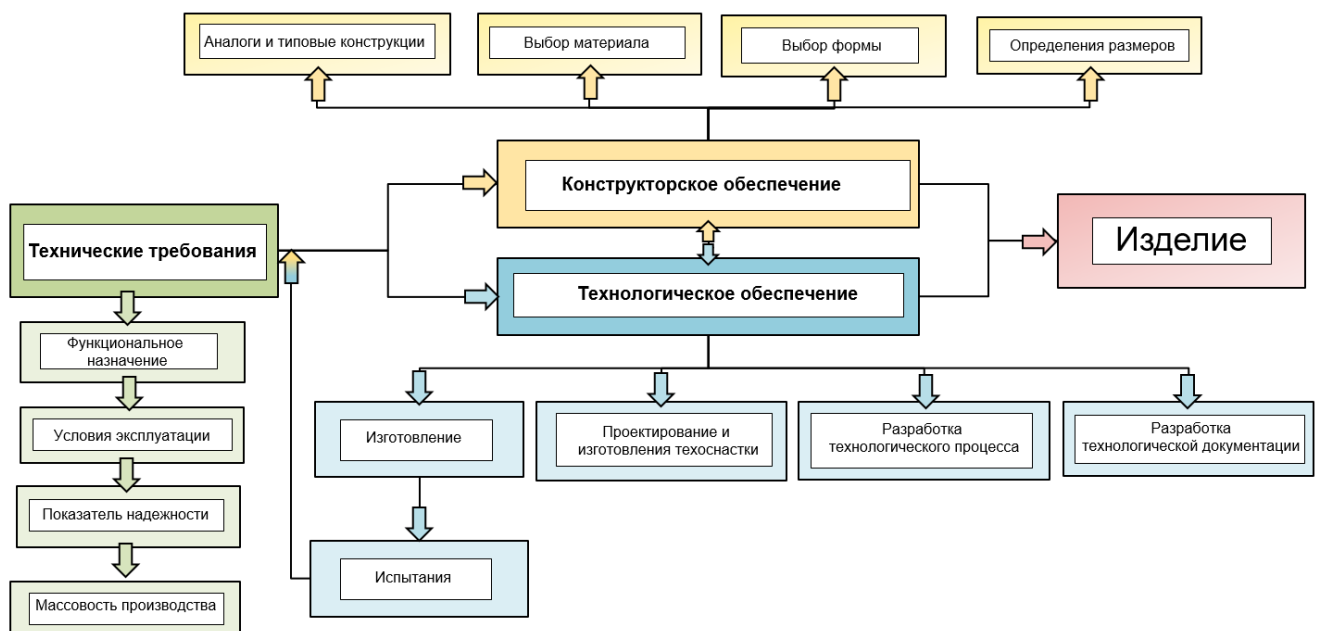 Аналоги и типовые конструкции
Выбор материала
Выбор формы
Определения размеров
Конструкторское обеспечение
Технические требования
Изделие
Технологическое обеспечение
Функциональное
назначение
Условия эксплуатации
Показатель надежности
Массовость производства
Изготовление
Проектирование и
изготовления техоснастки
Разработка
технологического процесса
Разработка
технологической документации
Испытания